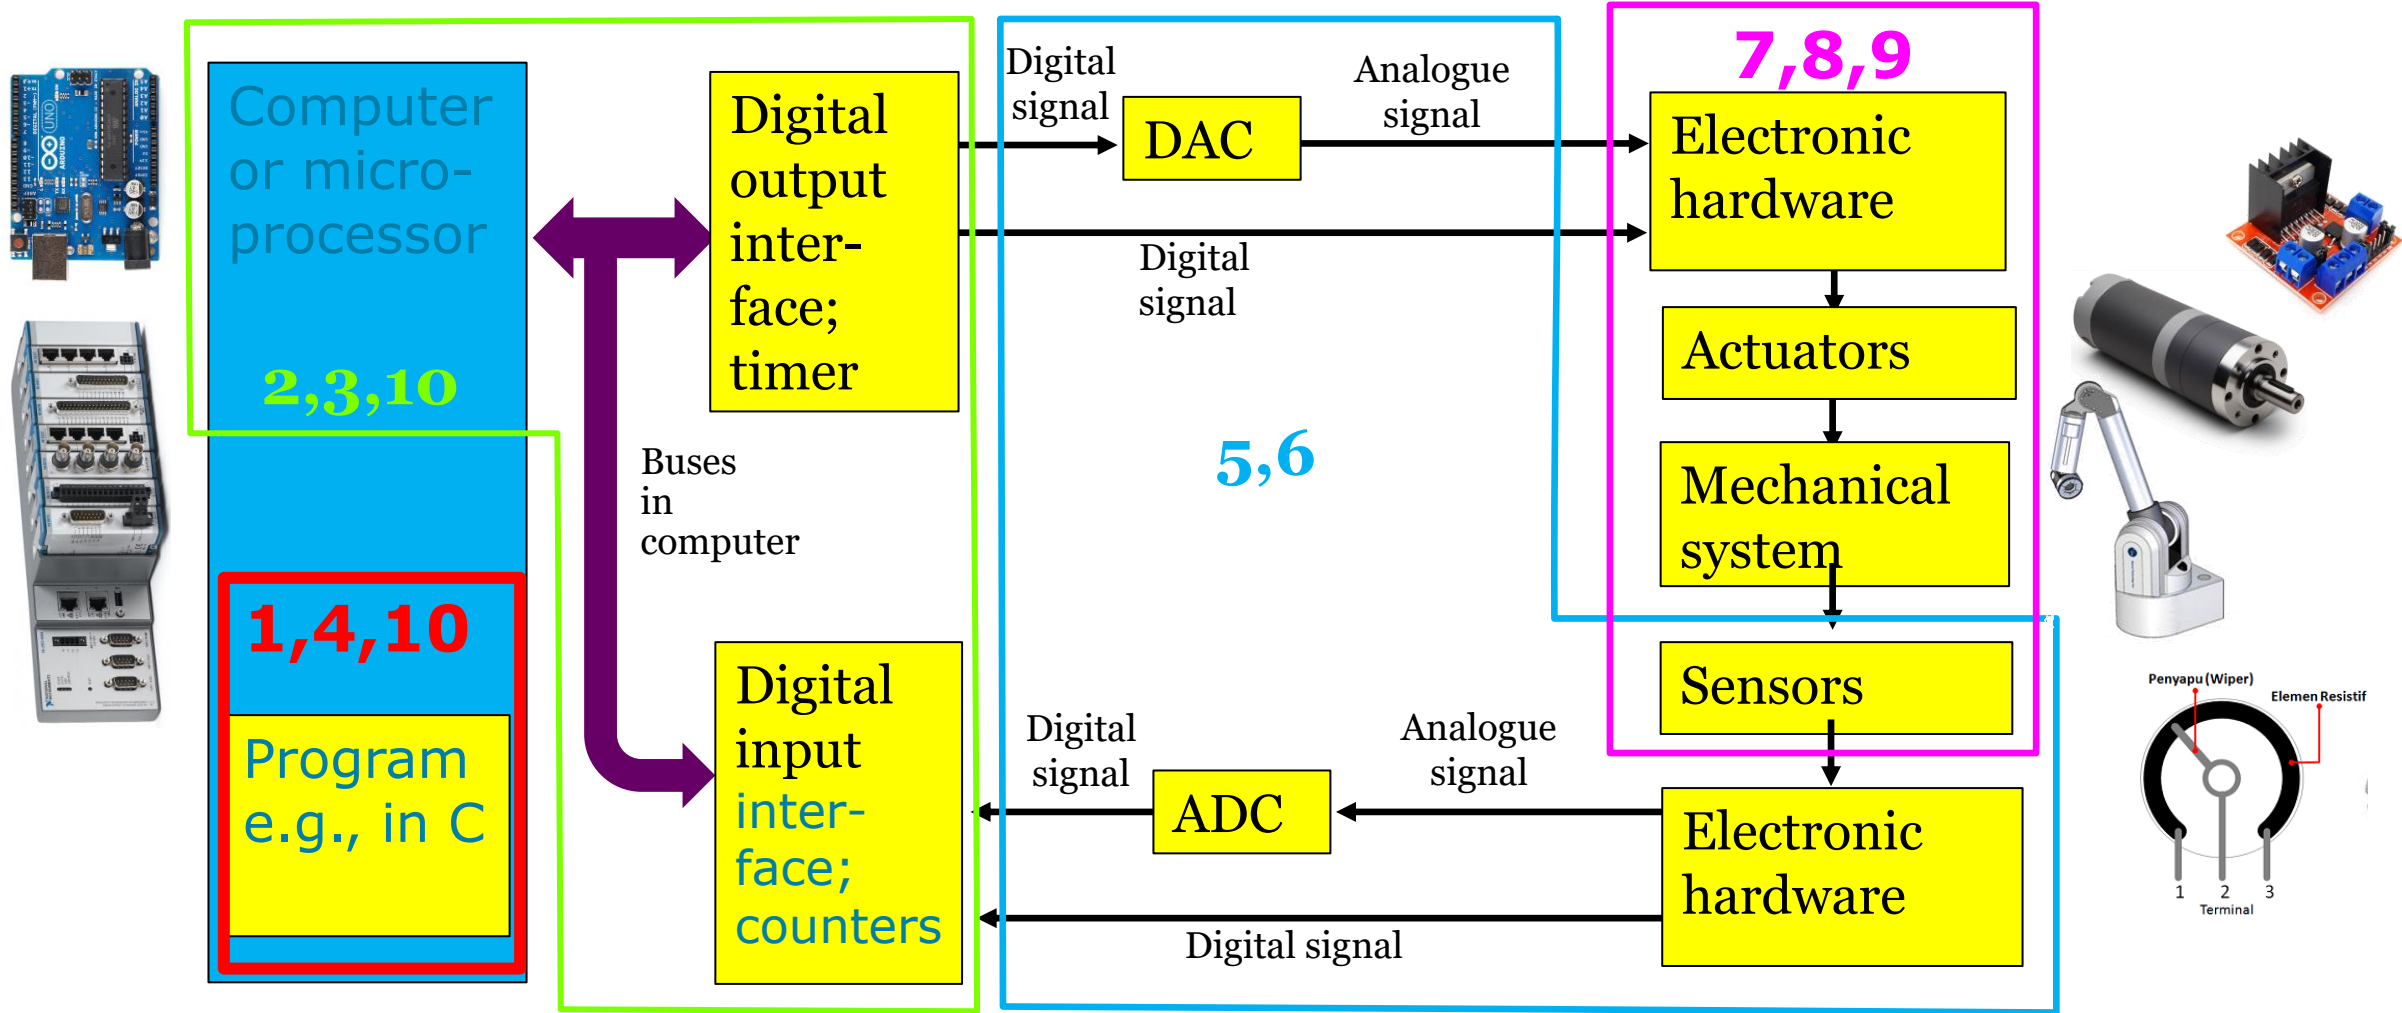 Computer
or micro-
processor
2,3,10
1,4,10
Program
e.g., in C
Digital
output
inter-
face;
timer
Buses
in
computer
Digital
input
inter-
face;
counters
Digital
signal
DAC
Analogue
signal
Digital
signal
5,6
7,8,9
Electronic
hardware
Actuators
Mechanical
system
Sensors
Digital
signal
ADC
Analogue
signal
Electronic
hardware
Digital signal
UNO
ARDUINO
Penyapu (Wiper)
Elemen Resistif
1 2 3
Terminal